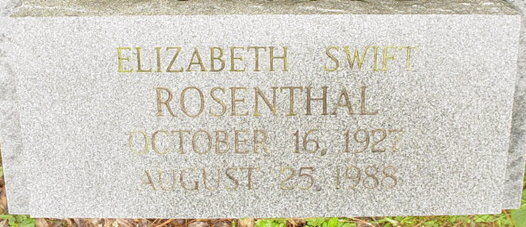 ELIZABETH SWIFT
ROSENTHAL
OCTOBER 16, 1927
AUGUST 25, 1988